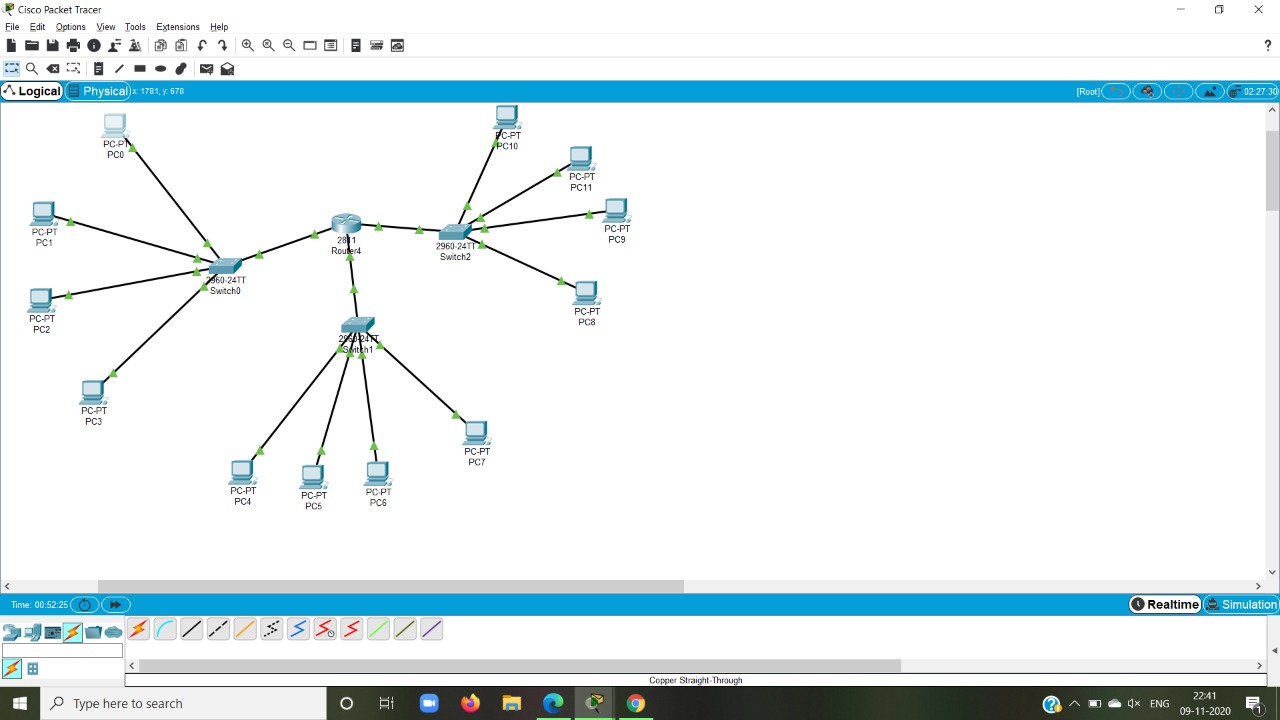 Cisco Packet Tracer
File Edit Options View Tools Extensions Help
?
Logical Physical x: 1781, y: 678 [Root] 02:27:30
PC-PT
PC0
PC-PT
PC1
PC-PT
PC2
PC-PT
PC3
2960-24TT
Switch0
2811
Router4
2960-24TT
Switch1
2960-24TT
Switch2
PC-PT
PC10
PC-PT
PC11
PC-PT
PC9
PC-PT
PC8
PC-PT
PC7
PC-PT
PC4
PC-PT
PC5
PC-PT
PC6
Time: 00:52:25 Realtime Simulation
Copper Straight-Through
Type here to search
ENG
22:41
09-11-2020
1